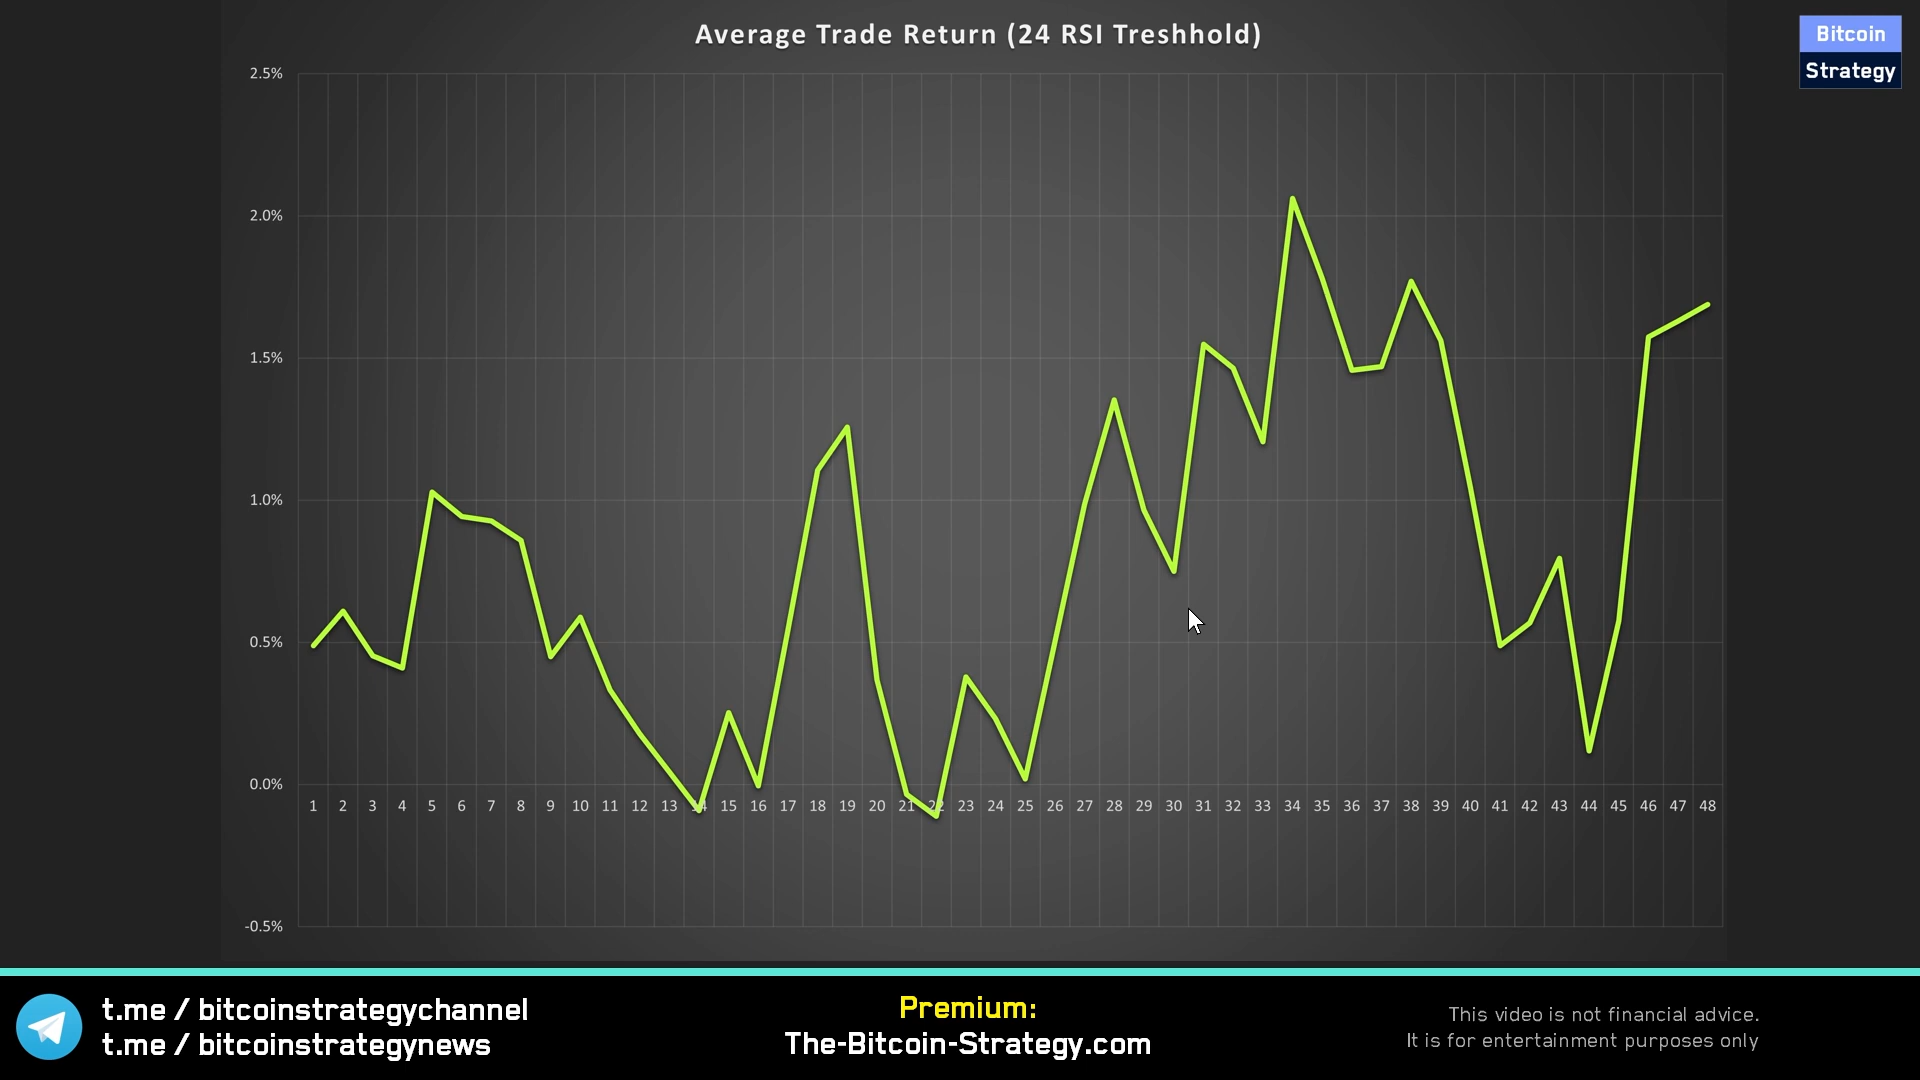 Average Trade Return (24 RSI Treshhold)
Bitcoin
Strategy
2.5%
2.0%
1.5%
1.0%
0.5%
0.0%
1 2 3 4 5 6 7 8 9 10 11 12 13 14 15 16 17 18 19 20 21 22 23 24 25 26 27 28 29 30 31 32 33 34 35 36 37 38 39 40 41 42 43 44 45 46 47 48
-0.5%
t.me / bitcoinstrategychannel
t.me / bitcoinstrategynews
Premium:
The-Bitcoin-Strategy.com
This video is not financial advice.
It is for entertainment purposes only